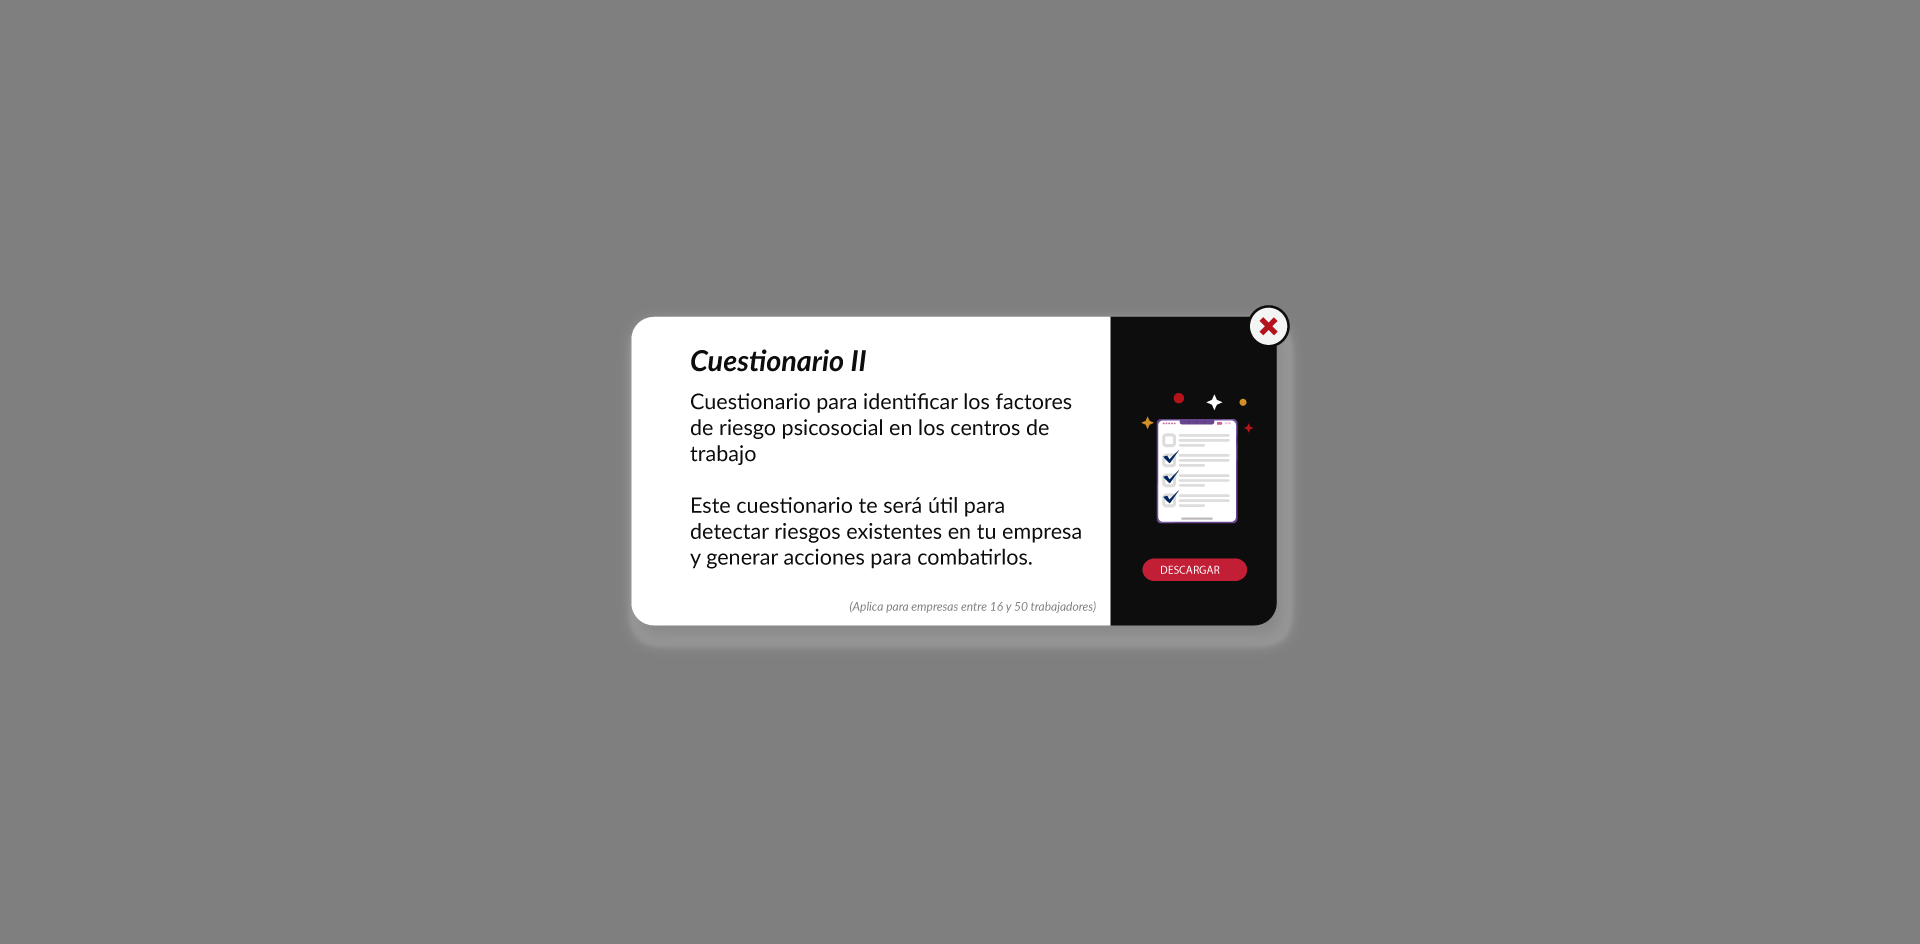 Cuestionario II
Cuestionario para identificar los factores
de riesgo psicosocial en los centros de
trabajo
Este cuestionario te será útil para
detectar riesgos existentes en tu empresa
y generar acciones para combatirlos.
(Aplica para empresas entre 16 y 50 trabajadores)
DESCARGAR